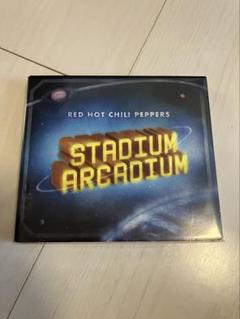 RED HOT CHILI PEPPERS
STADIUM
ARCADIUM